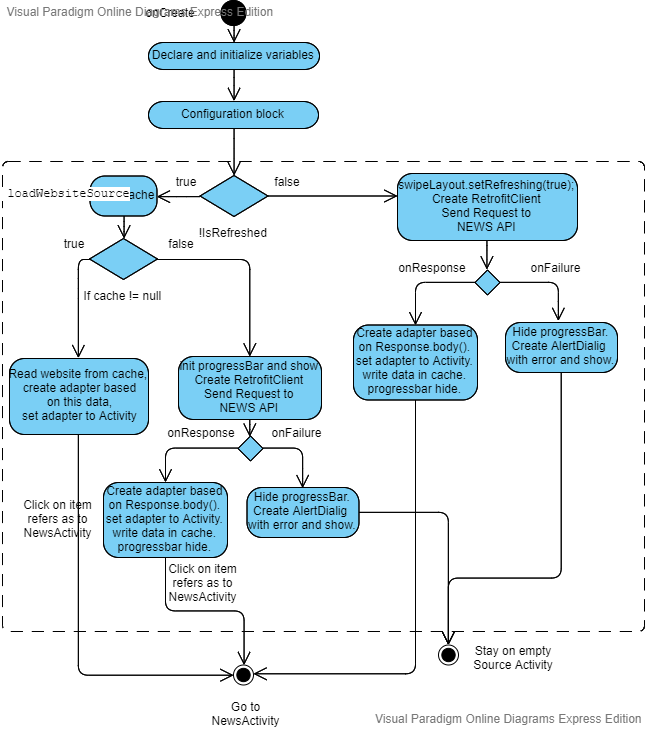 Visual Paradigm Online Diagrams Express Edition
onCreate
Declare and initialize variables
Configuration block
loadWebsiteSource
cache
true
false
!IsRefreshed
swipeLayout.setRefreshing(true);
Create RetrofitClient
Send Request to
NEWS API
true
false
If cache != null
onResponse
onFailure
Create adapter based
on Response.body().
set adapter to Activity.
write data in cache.
progressbar hide.
Hide progressBar.
Create AlertDialig
with error and show.
Read website from cache,
create adapter based
on this data,
set adapter to Activity
Init progressBar and show
Create RetrofitClient
Send Request to
NEWS API
onResponse
onFailure
Create adapter based
on Response.body().
set adapter to Activity.
write data in cache.
progressbar hide.
Hide progressBar.
Create AlertDialig
with error and show.
Click on item
refers as to
NewsActivity
Click on item
refers as to
NewsActivity
Stay on empty
Source Activity
Go to
NewsActivity
Visual Paradigm Online Diagrams Express Edition